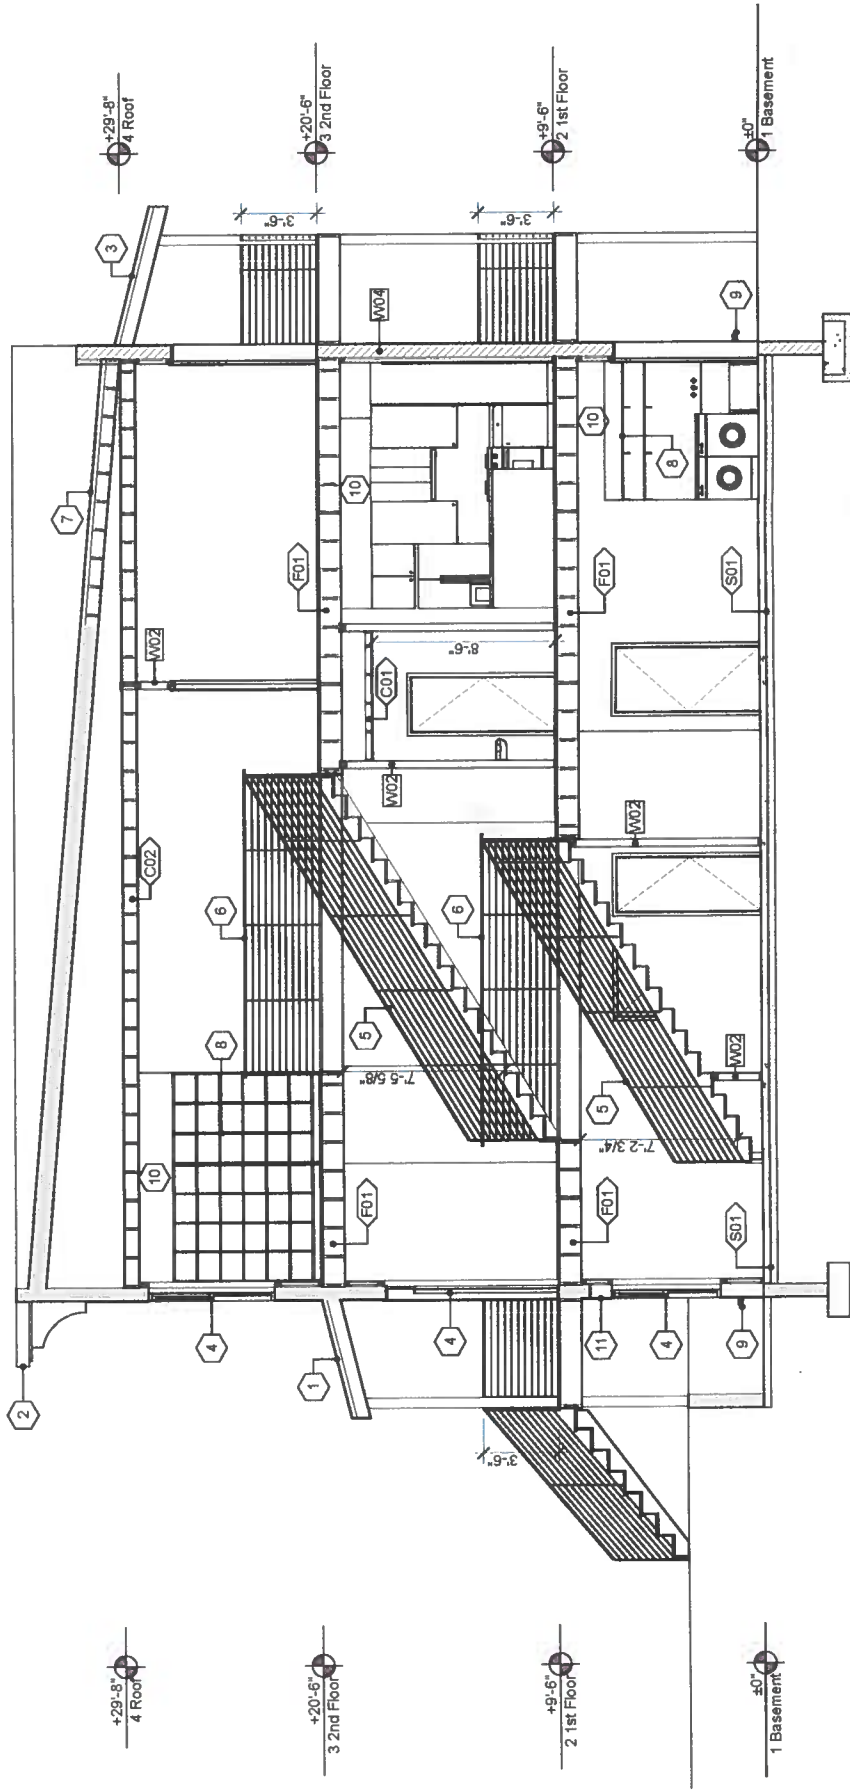 +29'-8"
4 Roof
+20'-6"
3 2nd Floor
+9'-6"
2 1st Floor
±0"
1 Basement
3
3'-6"
3'-6"
W04
9
7
10
10
8
F01
F01
S01
W02
8'-6"
C01
W02
W02
C02
6
6
8
5
7'-5 5/8"
W02
5
10
7'-2 3/4"
F01
F01
S01
4
4
11
4
9
2
1
3'-6"
+29'-8"
4 Roof
+20'-6"
3 2nd Floor
+9'-6"
2 1st Floor
±0"
1 Basement